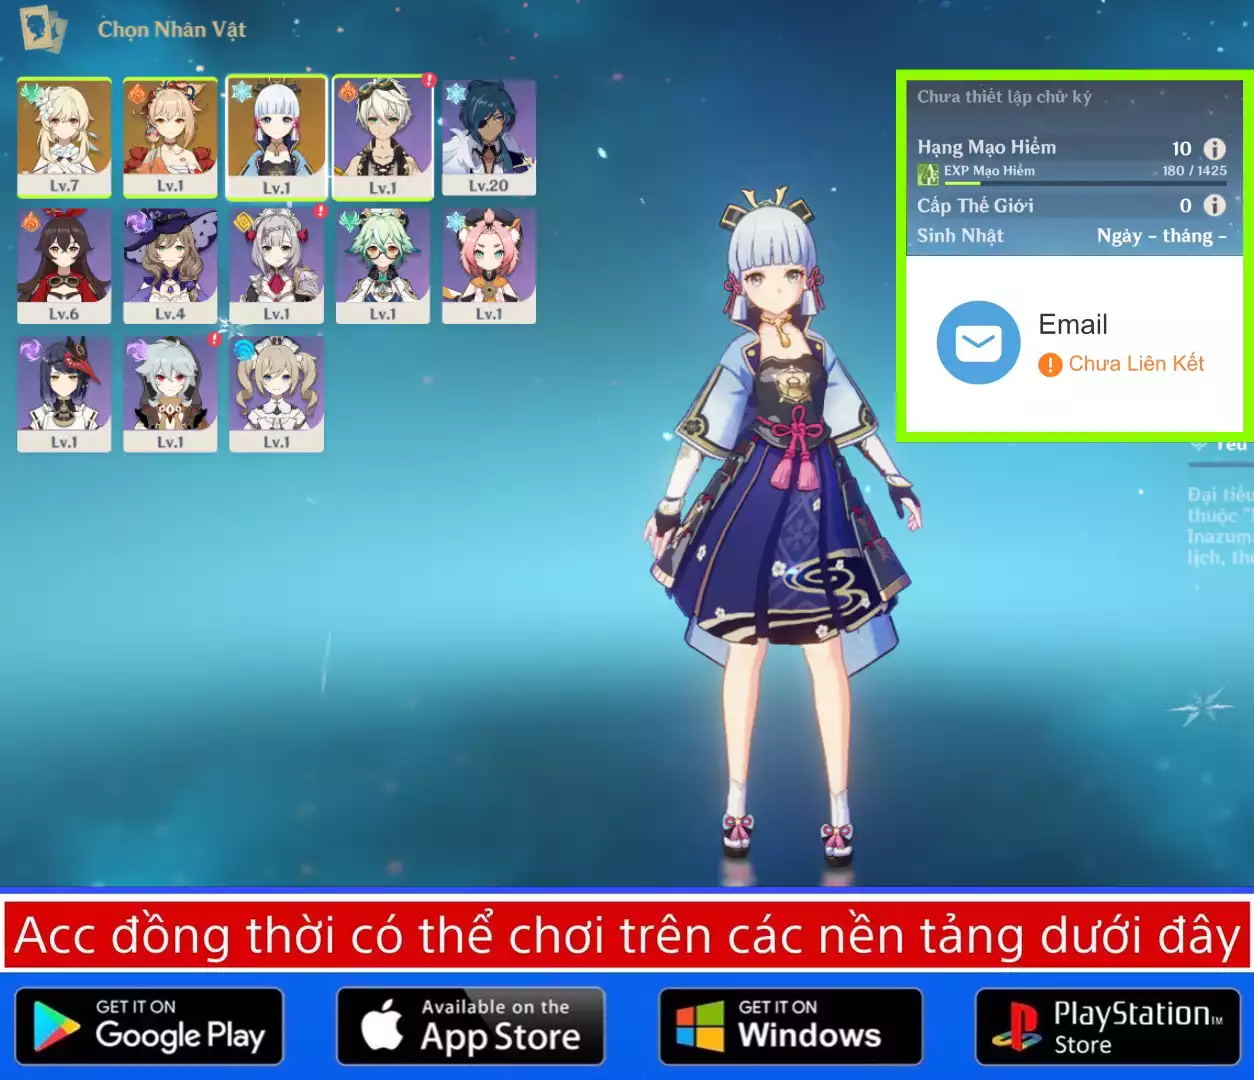 Chọn Nhân Vật
Lv.7
Lv.1
Lv.1
Lv.1
Lv.20
Lv.6
Lv.4
Lv.1
Lv.1
Lv.1
Lv.1
Lv.1
Lv.1
Chưa thiết lập chữ ký
Hạng Mạo Hiểm 10
EXP Mạo Hiểm 180 / 1425
Cấp Thế Giới 0
Sinh Nhật Ngày - tháng -
Email
Chưa Liên Kết
Đại tiểu
thuộc "
Inazuma
lịch, thu
Acc đồng thời có thể chơi trên các nền tảng dưới đây
GET IT ON
Google Play
Available on the
App Store
GET IT ON
Windows
PlayStation™
Store